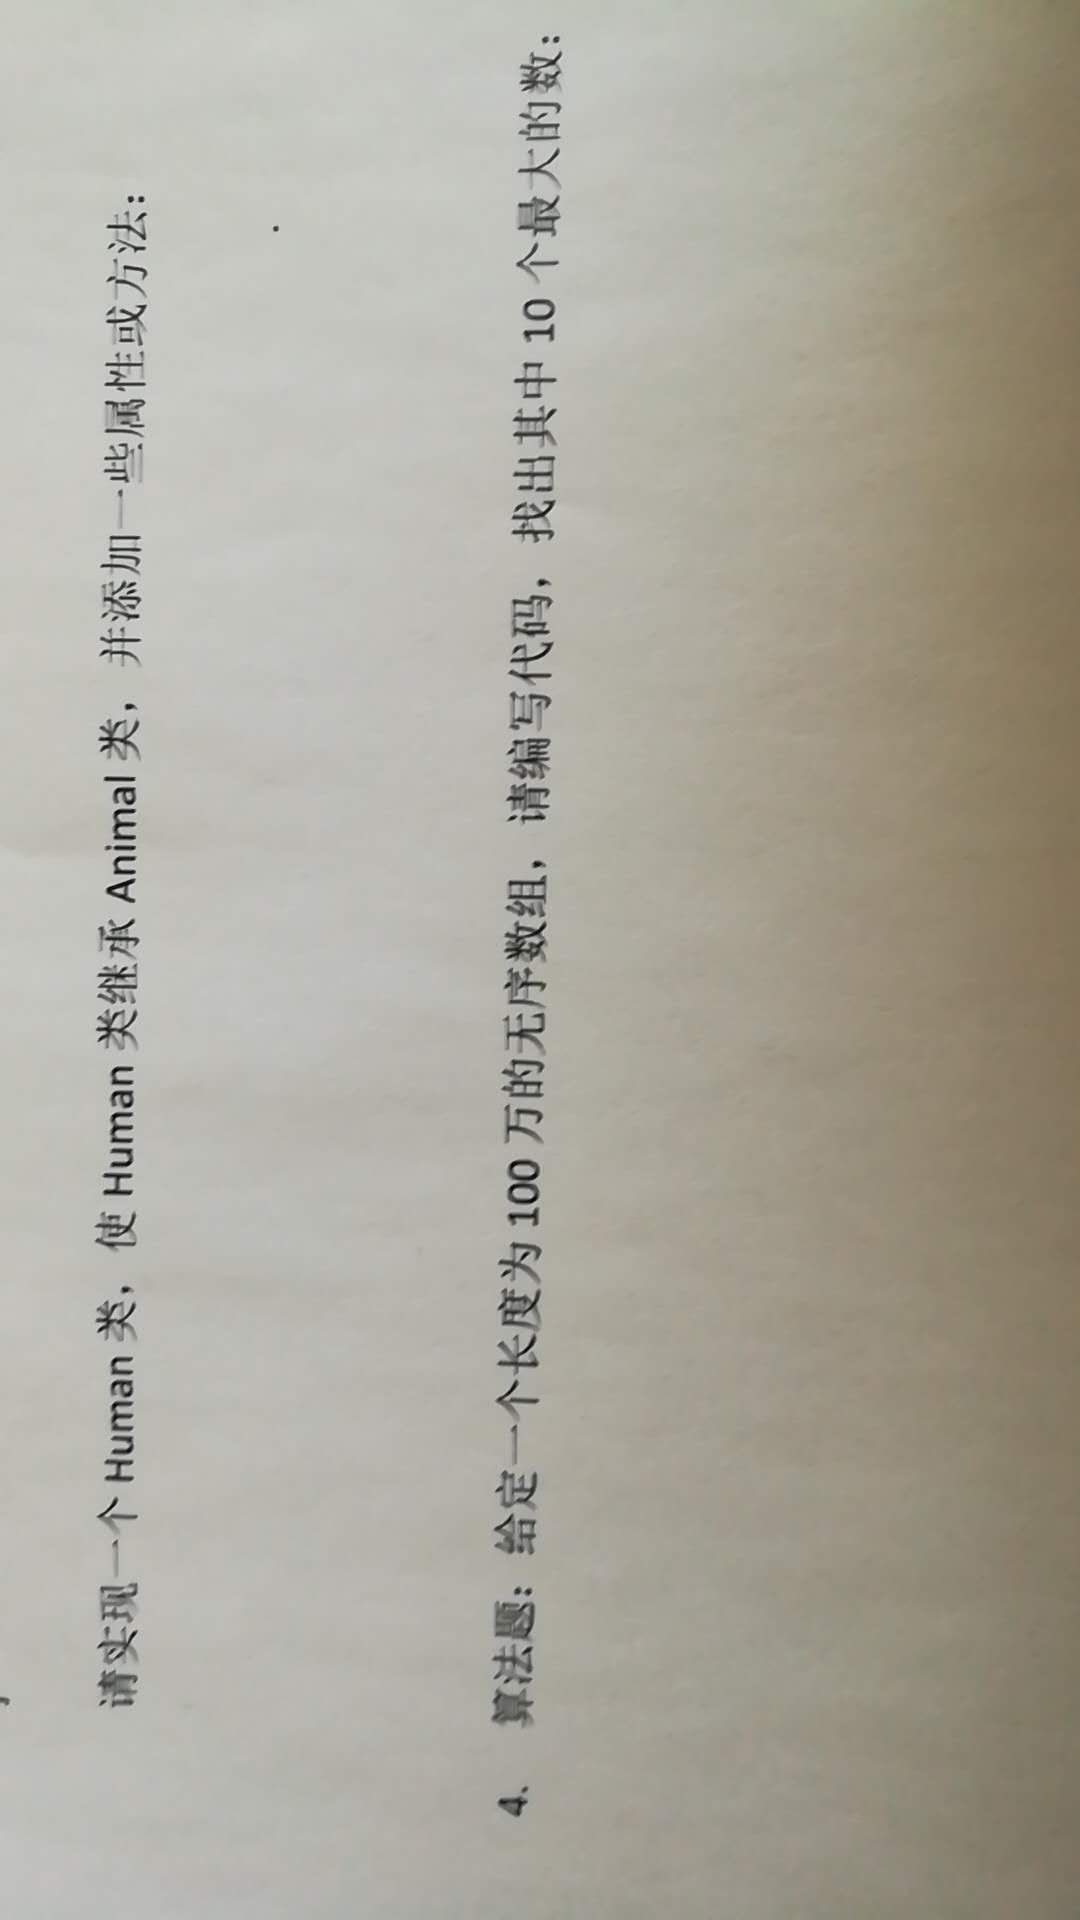 请实现一个 Human 类，使 Human 类继承 Animal 类，并添加一些属性或方法：
4. 算法题：给定一个长度为 100 万的无序数组，请编写代码，找出其中 10 个最大的数：